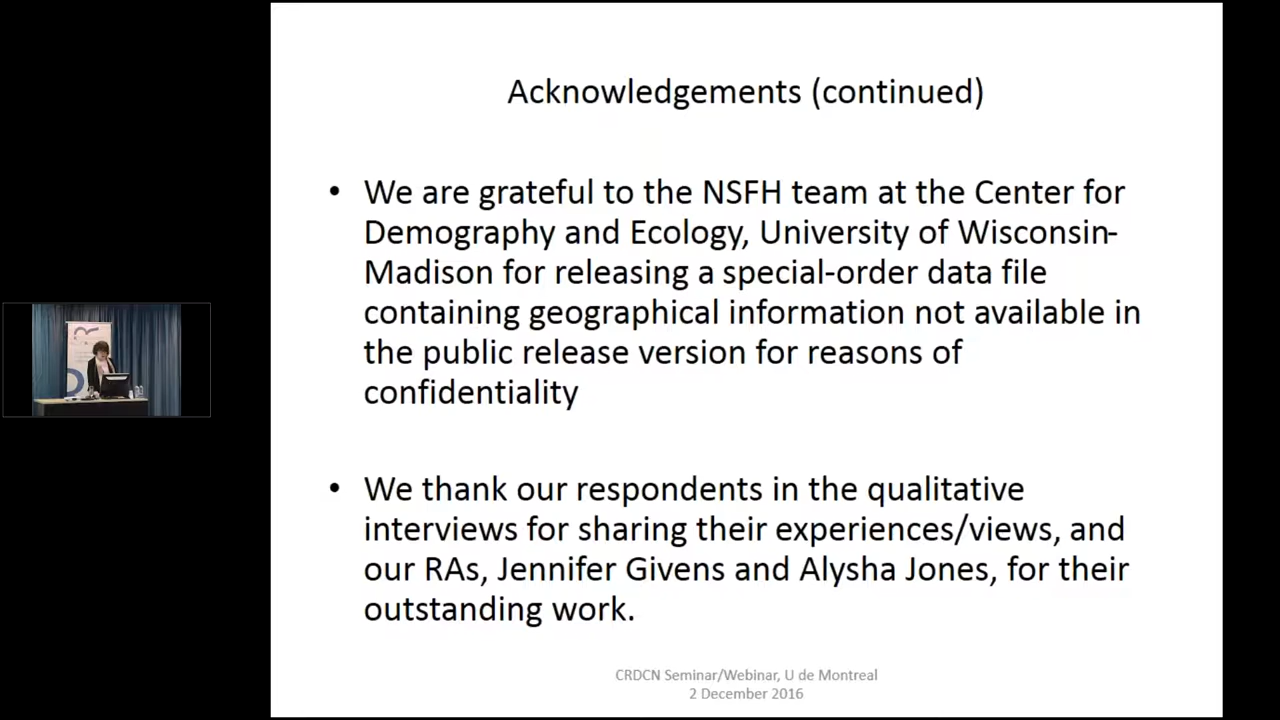 Acknowledgements (continued)
• We are grateful to the NSFH team at the Center for
Demography and Ecology, University of Wisconsin-
Madison for releasing a special-order data file
containing geographical information not available in
the public release version for reasons of
confidentiality
• We thank our respondents in the qualitative
interviews for sharing their experiences/views, and
our RAs, Jennifer Givens and Alysha Jones, for their
outstanding work.
CRDCN Seminar/Webinar, U de Montreal
2 December 2016